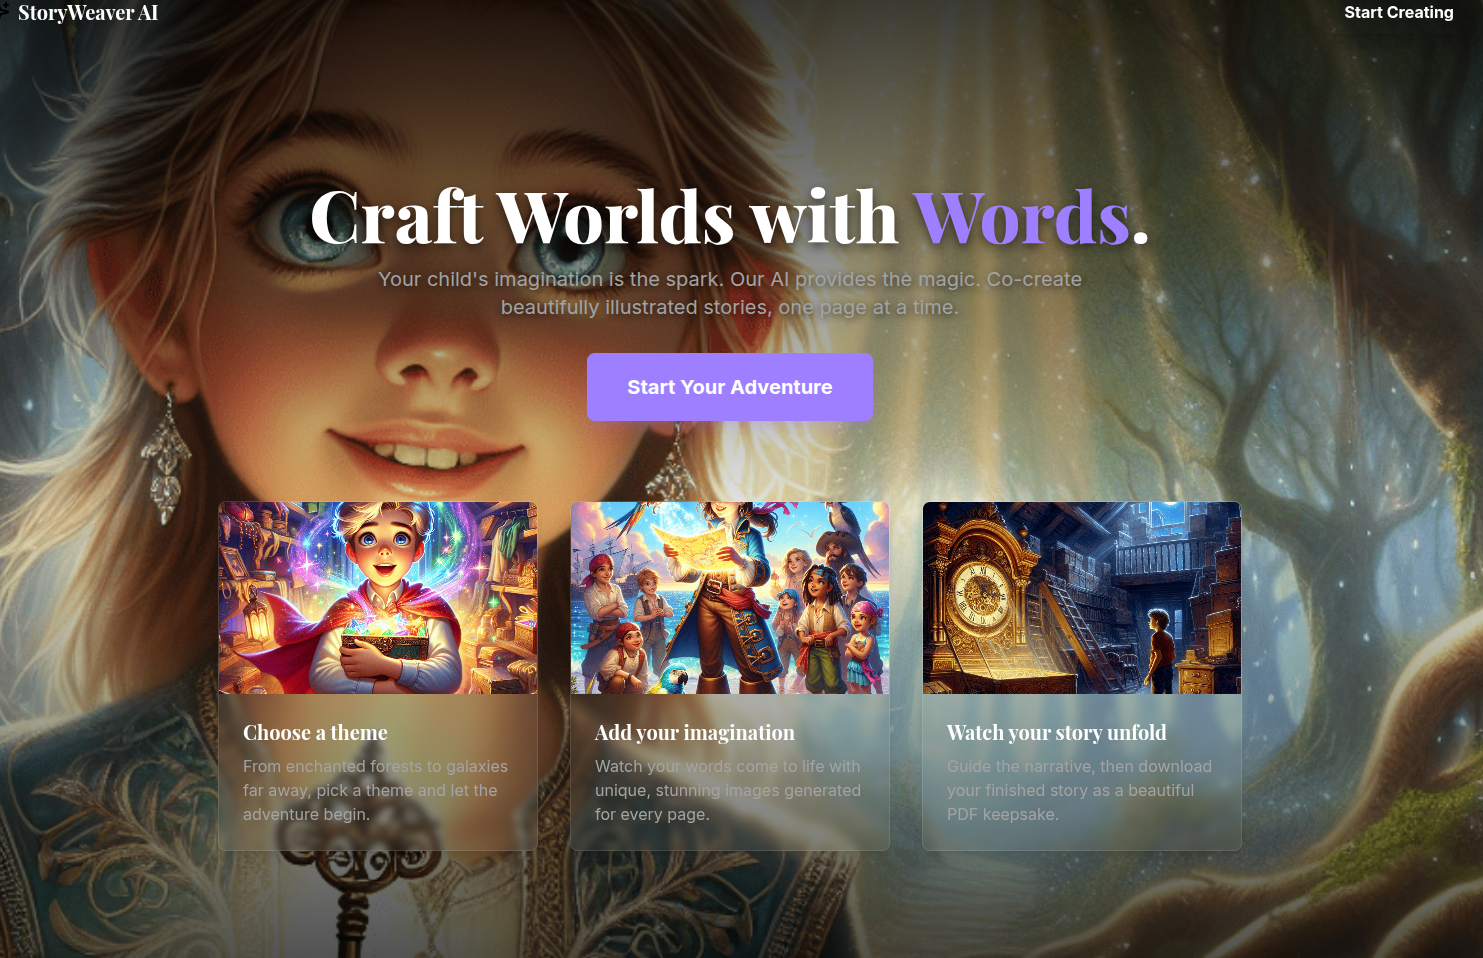 StoryWeaver AI
Start Creating
Craft Worlds with Words.
Your child's imagination is the spark. Our AI provides the magic. Co-create
beautifully illustrated stories, one page at a time.
Start Your Adventure
Choose a theme
From enchanted forests to galaxies
far away, pick a theme and let the
adventure begin.
Add your imagination
Watch your words come to life with
unique, stunning images generated
for every page.
Watch your story unfold
Guide the narrative, then download
your finished story as a beautiful
PDF keepsake.